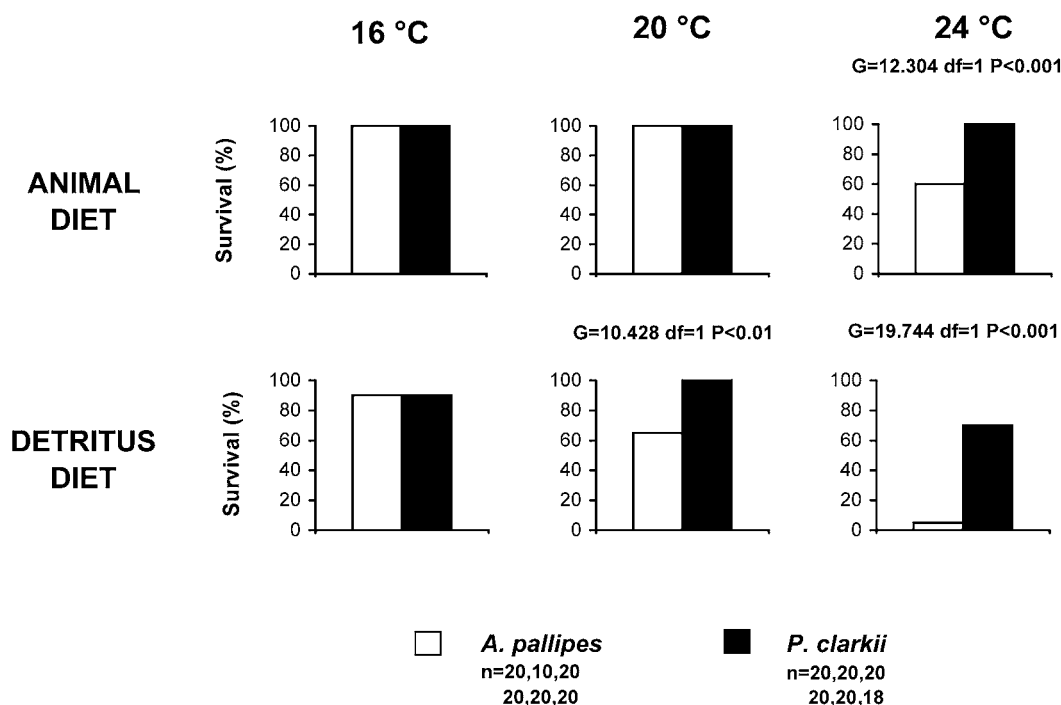 16 °C 20 °C 24 °C
G=12.304 df=1 P<0.001
ANIMAL
DIET
Survival (%)
100
80
60
40
20
0
100
80
60
40
20
0
100
80
60
40
20
0
G=10.428 df=1 P<0.01 G=19.744 df=1 P<0.001
DETRITUS
DIET
Survival (%)
100
80
60
40
20
0
100
80
60
40
20
0
100
80
60
40
20
0
A. pallipes
n=20,10,20
20,20,20
P. clarkii
n=20,20,20
20,20,18